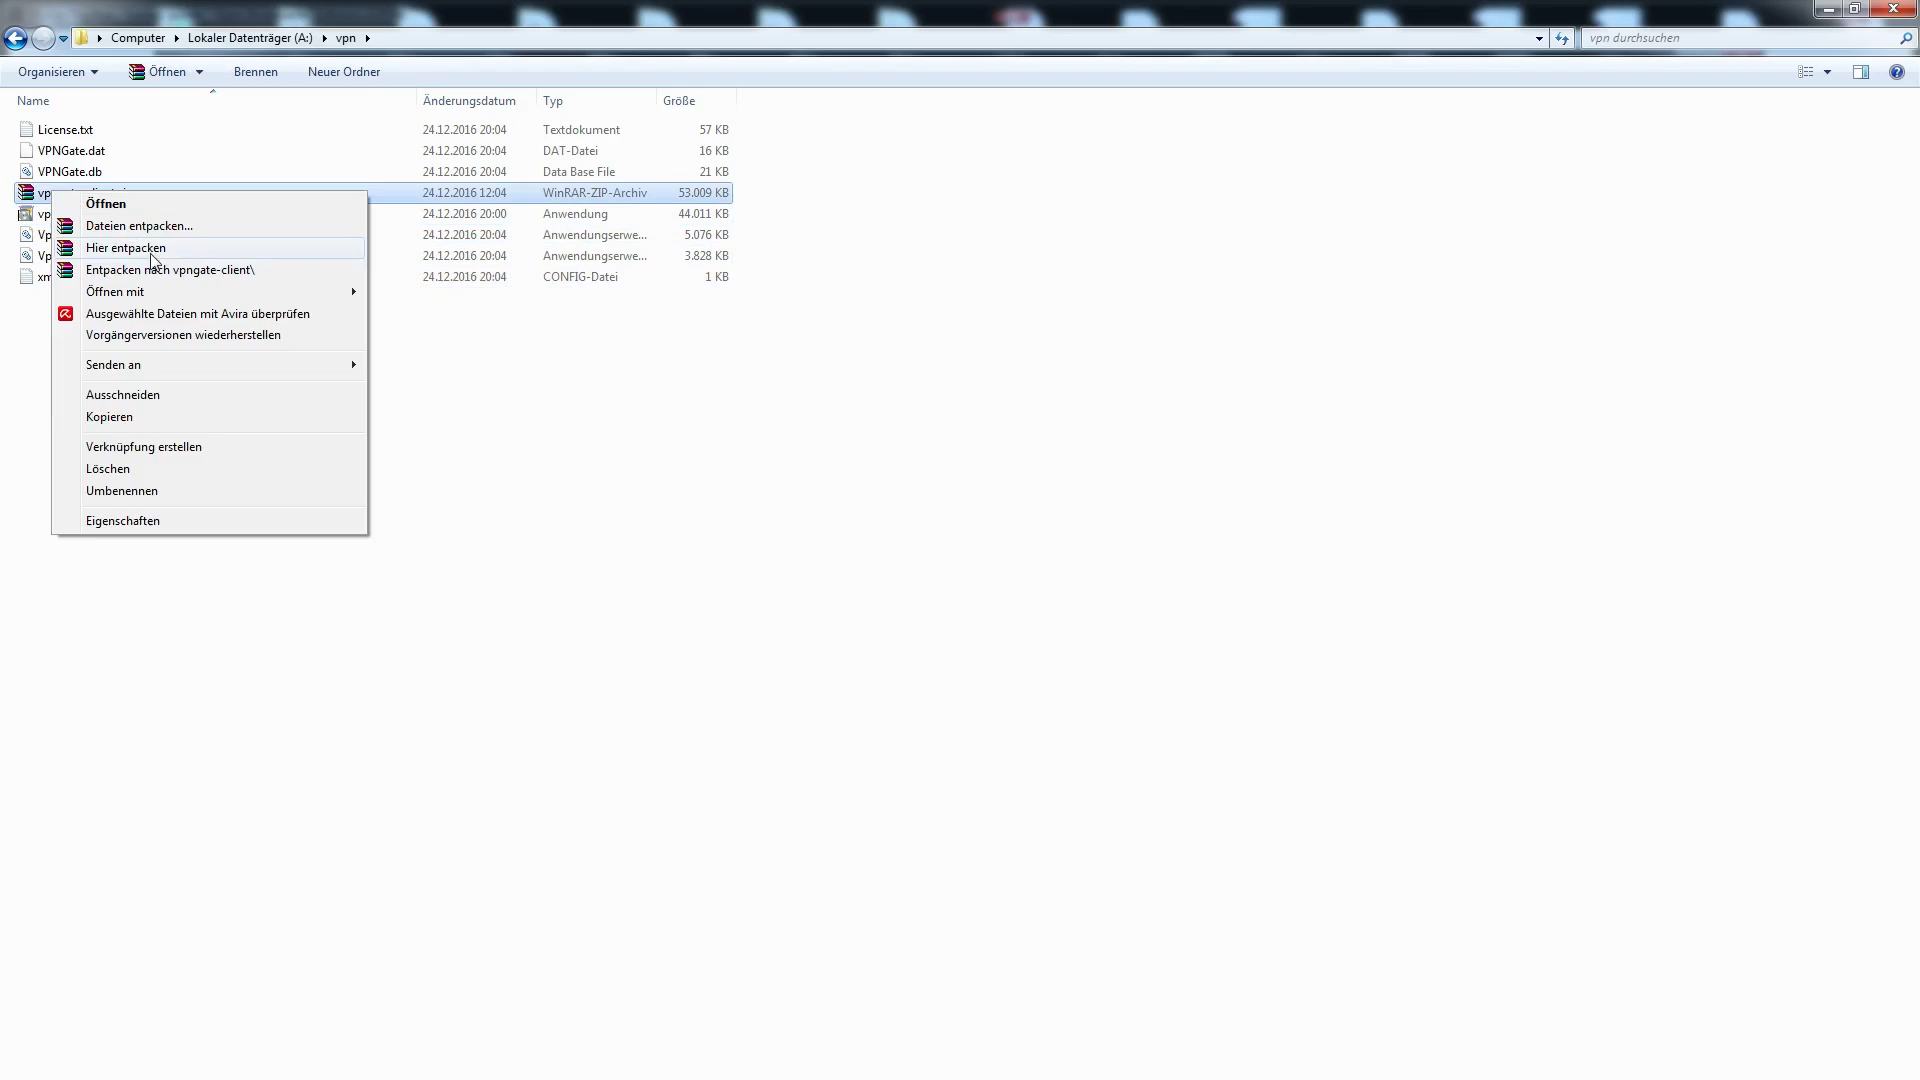 Computer Lokaler Datenträger (A:) vpn vpn durchsuchen
Organisieren Öffnen Brennen Neuer Ordner
Name Änderungsdatum Typ Größe
License.txt 24.12.2016 20:04 Textdokument 57 KB
VPNGate.dat 24.12.2016 20:04 DAT-Datei 16 KB
VPNGate.db 24.12.2016 20:04 Data Base File 21 KB
24.12.2016 12:04 WinRAR-ZIP-Archiv 53.009 KB
24.12.2016 20:00 Anwendung 44.011 KB
24.12.2016 20:04 Anwendungserwe... 5.076 KB
24.12.2016 20:04 Anwendungserwe... 3.828 KB
24.12.2016 20:04 CONFIG-Datei 1 KB
Öffnen
Dateien entpacken...
Hier entpacken
Entpacken nach vpngate-client\
Öffnen mit
Ausgewählte Dateien mit Avira überprüfen
Vorgängerversionen wiederherstellen
Senden an
Ausschneiden
Kopieren
Verknüpfung erstellen
Löschen
Umbenennen
Eigenschaften